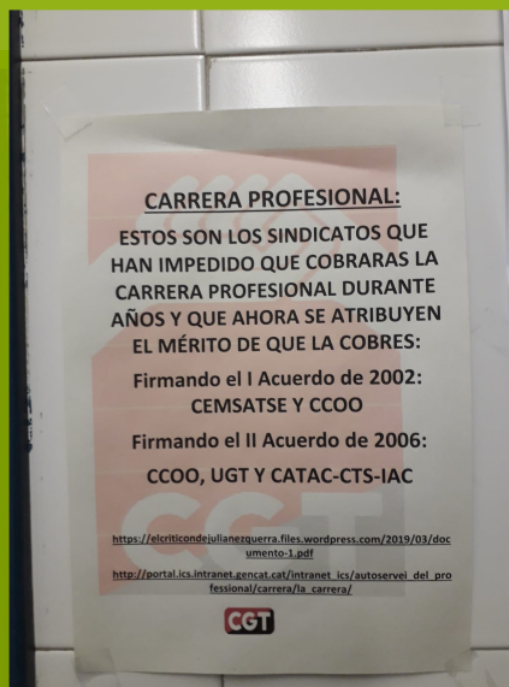 CARRERA PROFESIONAL:
ESTOS SON LOS SINDICATOS QUE
HAN IMPEDIDO QUE COBRARAS LA
CARRERA PROFESIONAL DURANTE
AÑOS Y QUE AHORA SE ATRIBUYEN
EL MÉRITO DE QUE LA COBRES:
Firmando el I Acuerdo de 2002:
CEMSATSE Y CCOO
Firmando el II Acuerdo de 2006:
CCOO, UGT Y CATAC-CTS-IAC
CGT
https://elcriticondejulianezquerra.files.wordpress.com/2019/03/doc
umento-1.pdf
http://portal.ics.intranet.gencat.cat/intranet_ics/autoservei_del_pro
fessional/carrera/la_carrera/
CGT